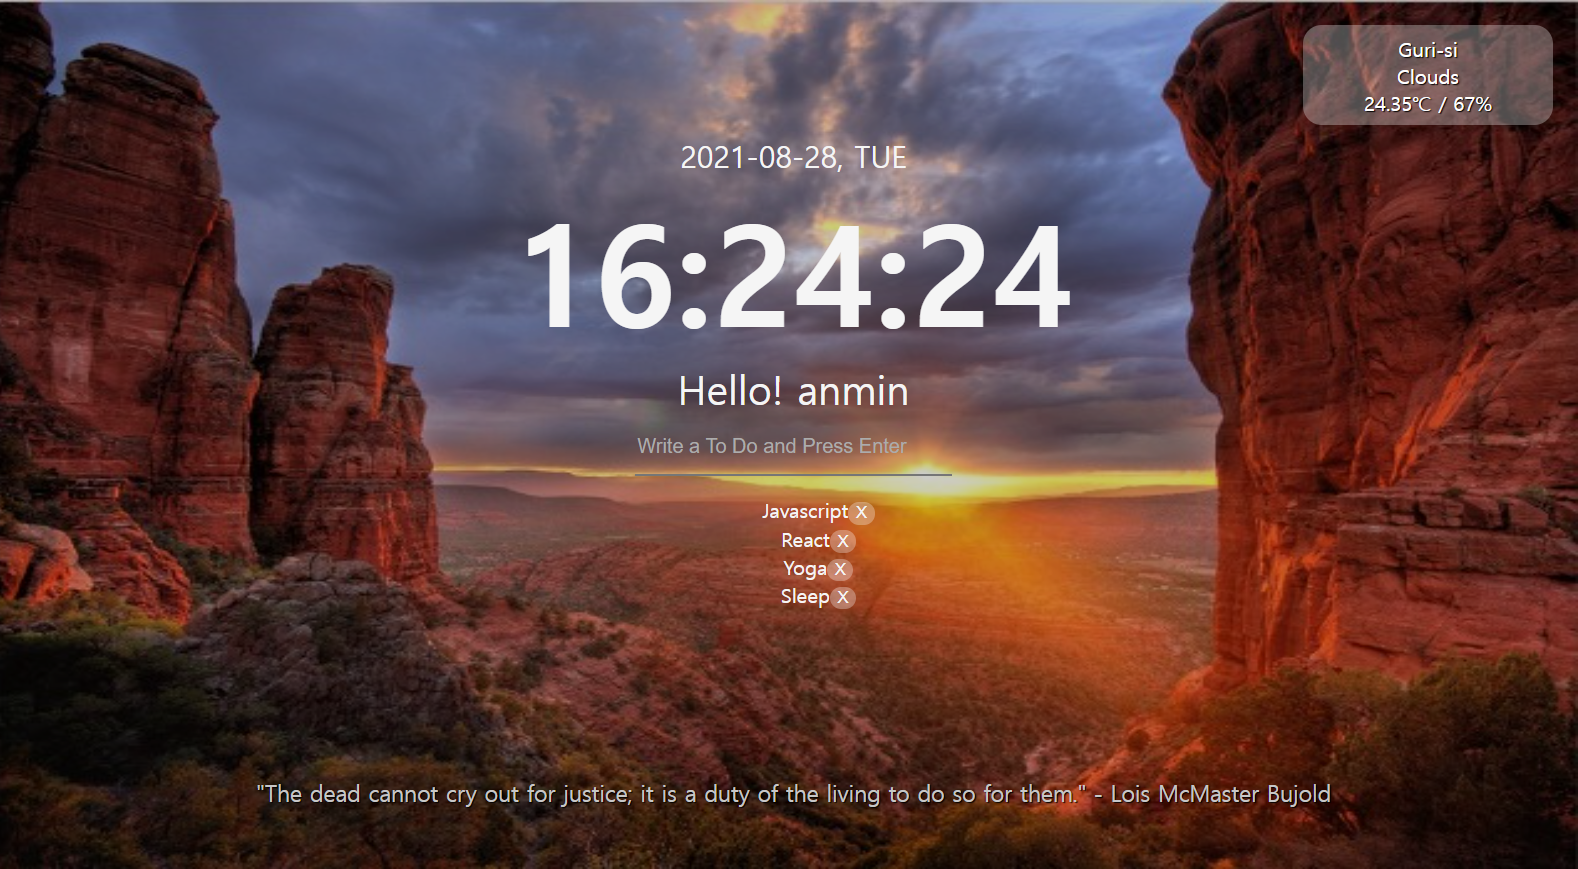 Guri-si
Clouds
24.35℃ / 67%
2021-08-28, TUE
16:24:24
Hello! anmin
Write a To Do and Press Enter
Javascript X
React X
Yoga X
Sleep X
"The dead cannot cry out for justice; it is a duty of the living to do so for them." - Lois McMaster Bujold